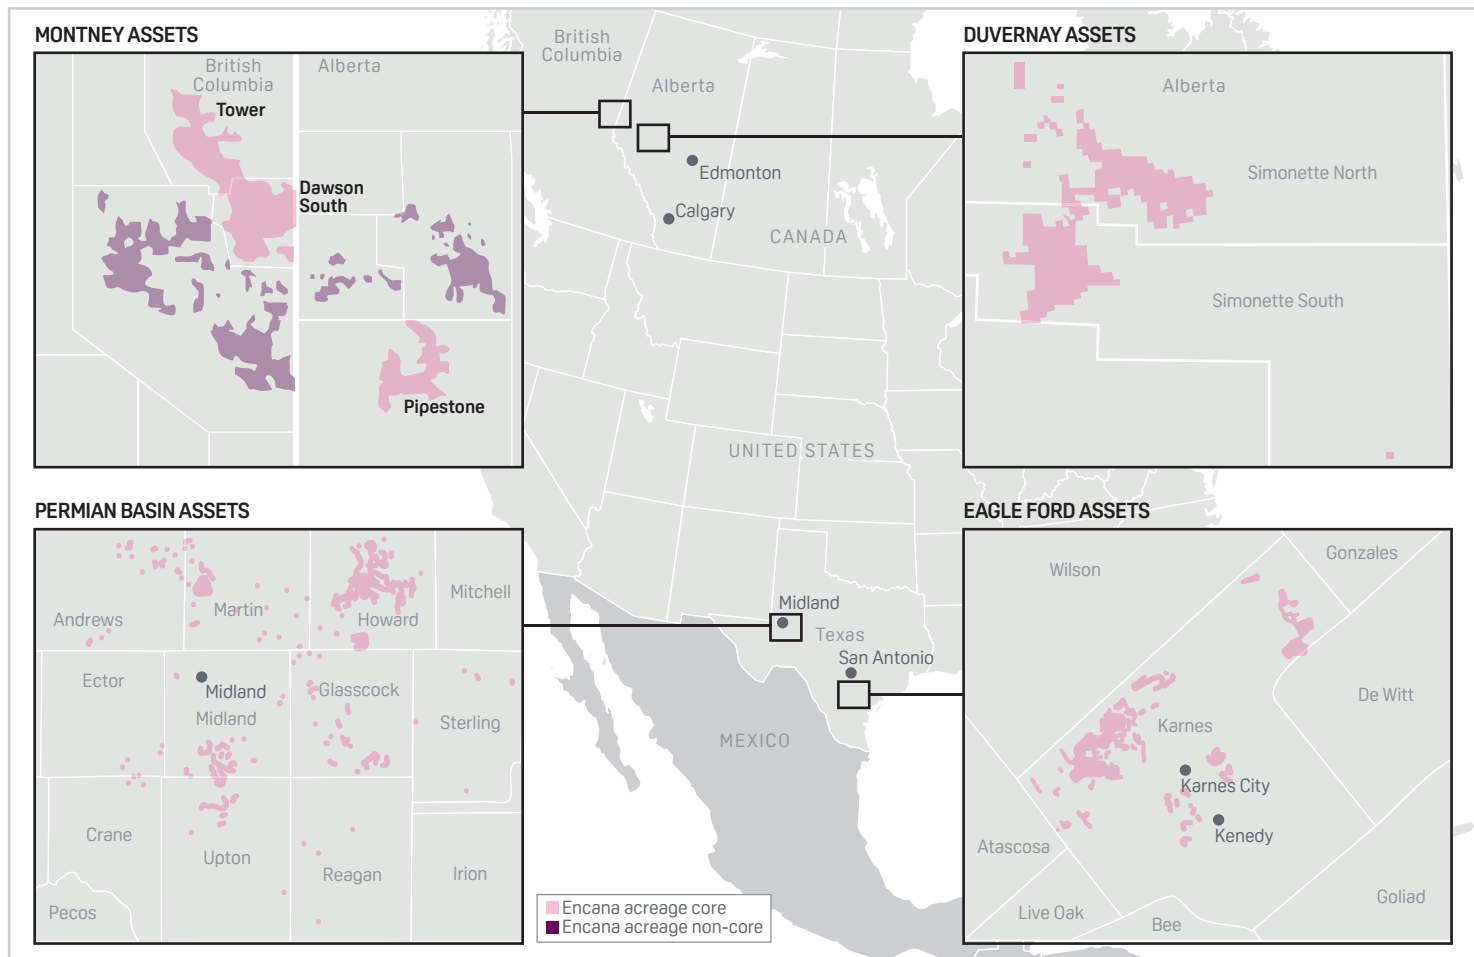 MONTNEY ASSETS
British
Columbia
Alberta
Tower
Dawson
South
Pipestone
British
Columbia
Alberta
Edmonton
Calgary
CANADA
UNITED STATES
MEXICO
Midland
Texas
San Antonio
DUVERNAY ASSETS
Alberta
Simonette North
Simonette South
PERMIAN BASIN ASSETS
Andrews
Martin
Howard
Mitchell
Ector
Midland
Midland
Glasscock
Sterling
Crane
Upton
Reagan
Irion
Pecos
EAGLE FORD ASSETS
Wilson
Gonzales
De Witt
Karnes
Karnes City
Kenedy
Atascosa
Live Oak
Bee
Goliad
Encana acreage core
Encana acreage non-core